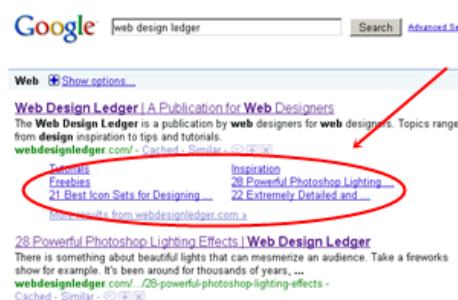 Google web design ledger Search Advanced Se
Web Show options...
Web Design Ledger | A Publication for Web Designers
The Web Design Ledger is a publication by web designers for web designers. Topics range
from design inspiration to tips and tutorials.
webdesignledger.com/ - Cached - Similar -
Tutorials Inspiration
Freebies 28 Powerful Photoshop Lighting ...
21 Best Icon Sets for Designing ... 22 Extremely Detailed and ...
More results from webdesignledger.com »
28 Powerful Photoshop Lighting Effects | Web Design Ledger
There is something about beautiful lights that can mesmerize an audience. Take a fireworks
show for example. It's been around for thousands of years, ...
webdesignledger.com/.../28-powerful-photoshop-lighting-effects -
Cached - Similar -